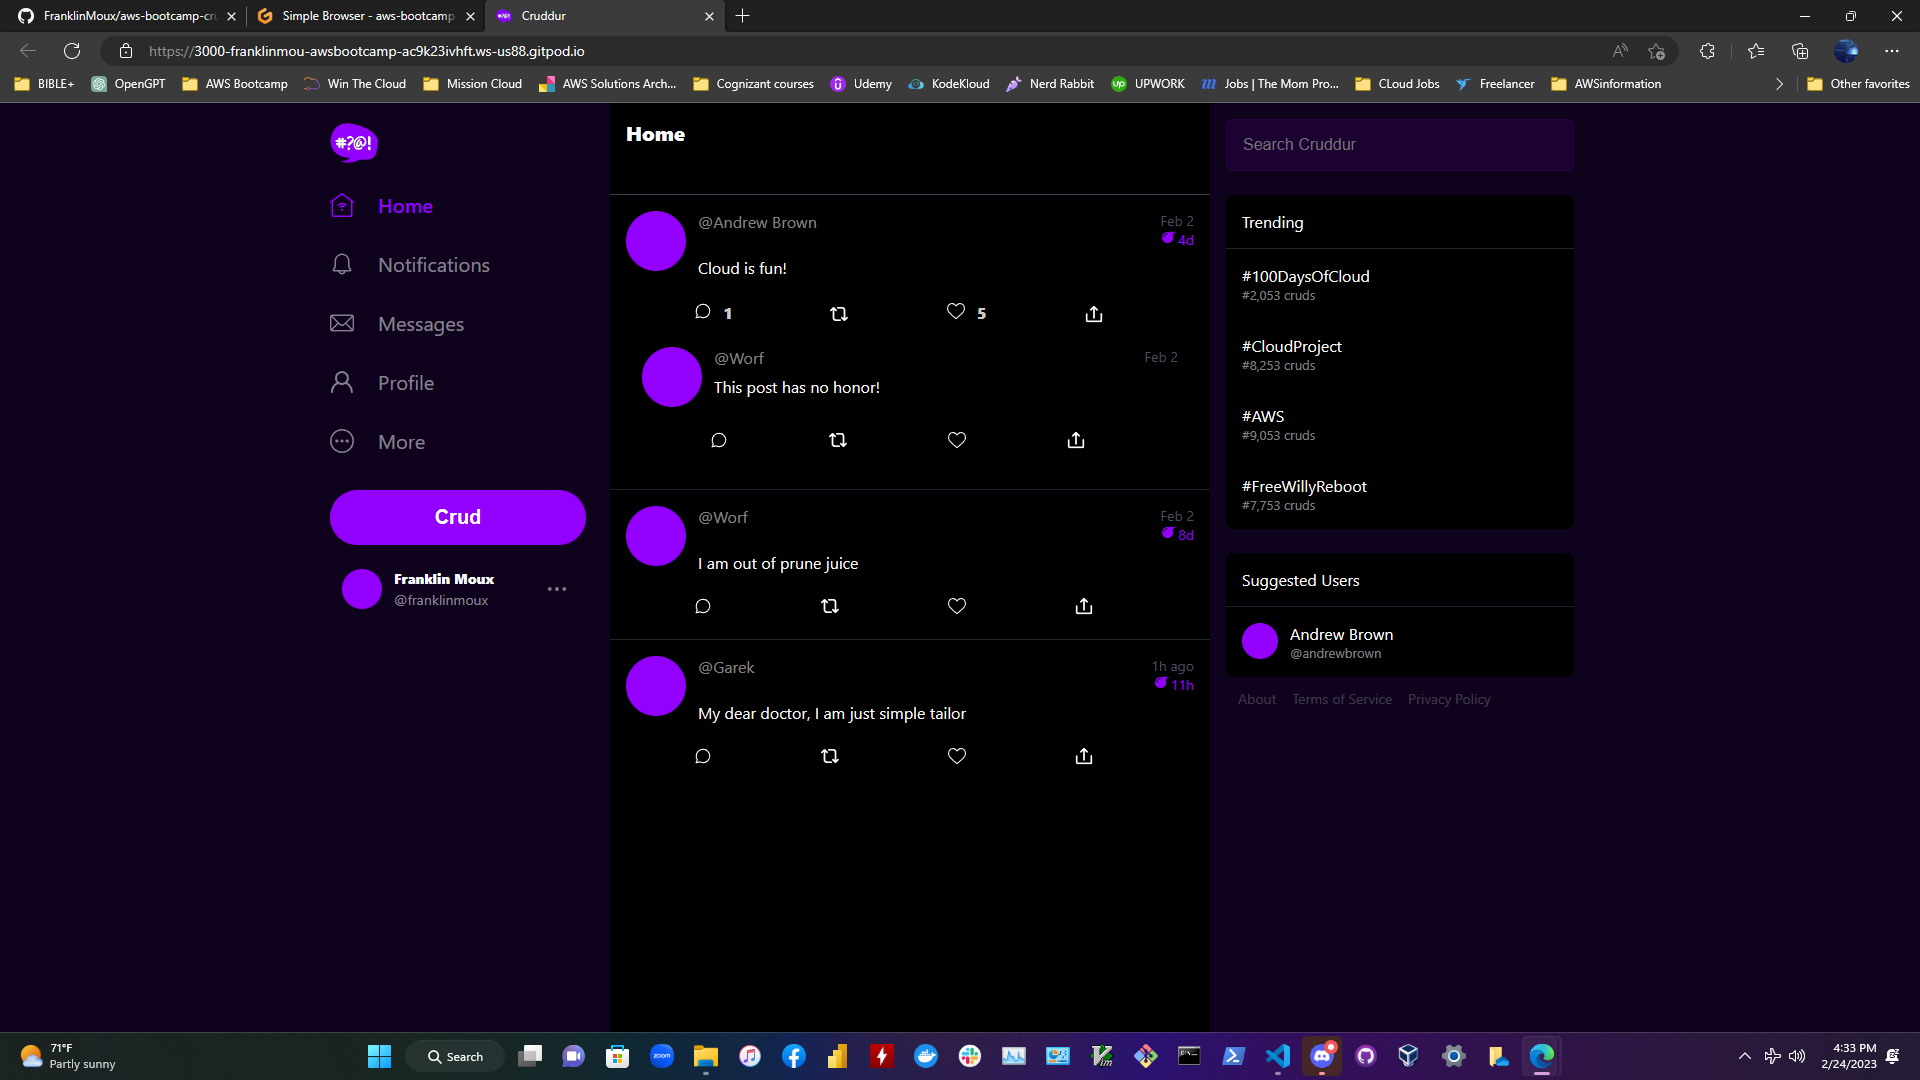 FranklinMoux/aws-bootcamp-cru
Simple Browser - aws-bootcamp-
Cruddur
https://3000-franklinmou-awsbootcamp-ac9k23ivhft.ws-us88.gitpod.io
BIBLE+
OpenGPT
AWS Bootcamp
Win The Cloud
Mission Cloud
AWS Solutions Arch...
Cognizant courses
Udemy
KodeKloud
Nerd Rabbit
UPWORK
Jobs | The Mom Pro...
CLoud Jobs
Freelancer
AWSinformation
Other favorites
#?@!
Home
Notifications
Messages
Profile
More
Crud
Franklin Moux
@franklinmoux
Home
@Andrew Brown
Feb 2
4d
Cloud is fun!
1
5
@Worf
Feb 2
This post has no honor!
@Worf
Feb 2
8d
I am out of prune juice
@Garek
1h ago
11h
My dear doctor, I am just simple tailor
Search Cruddur
Trending
#100DaysOfCloud
#2,053 cruds
#CloudProject
#8,253 cruds
#AWS
#9,053 cruds
#FreeWillyReboot
#7,753 cruds
Suggested Users
Andrew Brown
@andrewbrown
About
Terms of Service
Privacy Policy
71°F
Partly sunny
Search
zoom
4:33 PM
2/24/2023